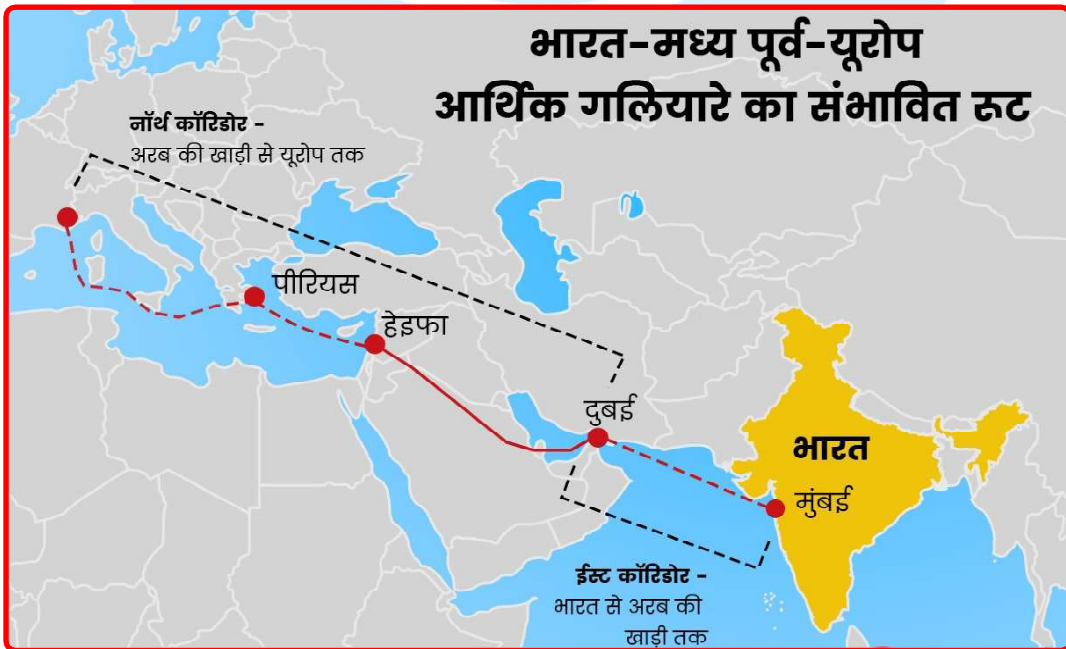 भारत-मध्य पूर्व-यूरोप
आर्थिक गलियारे का संभावित रूट
नॉर्थ कॉरिडोर -
अरब की खाड़ी से यूरोप तक
पीरियस
हेइफा
दुबई
भारत
मुंबई
ईस्ट कॉरिडोर -
भारत से अरब की
खाड़ी तक